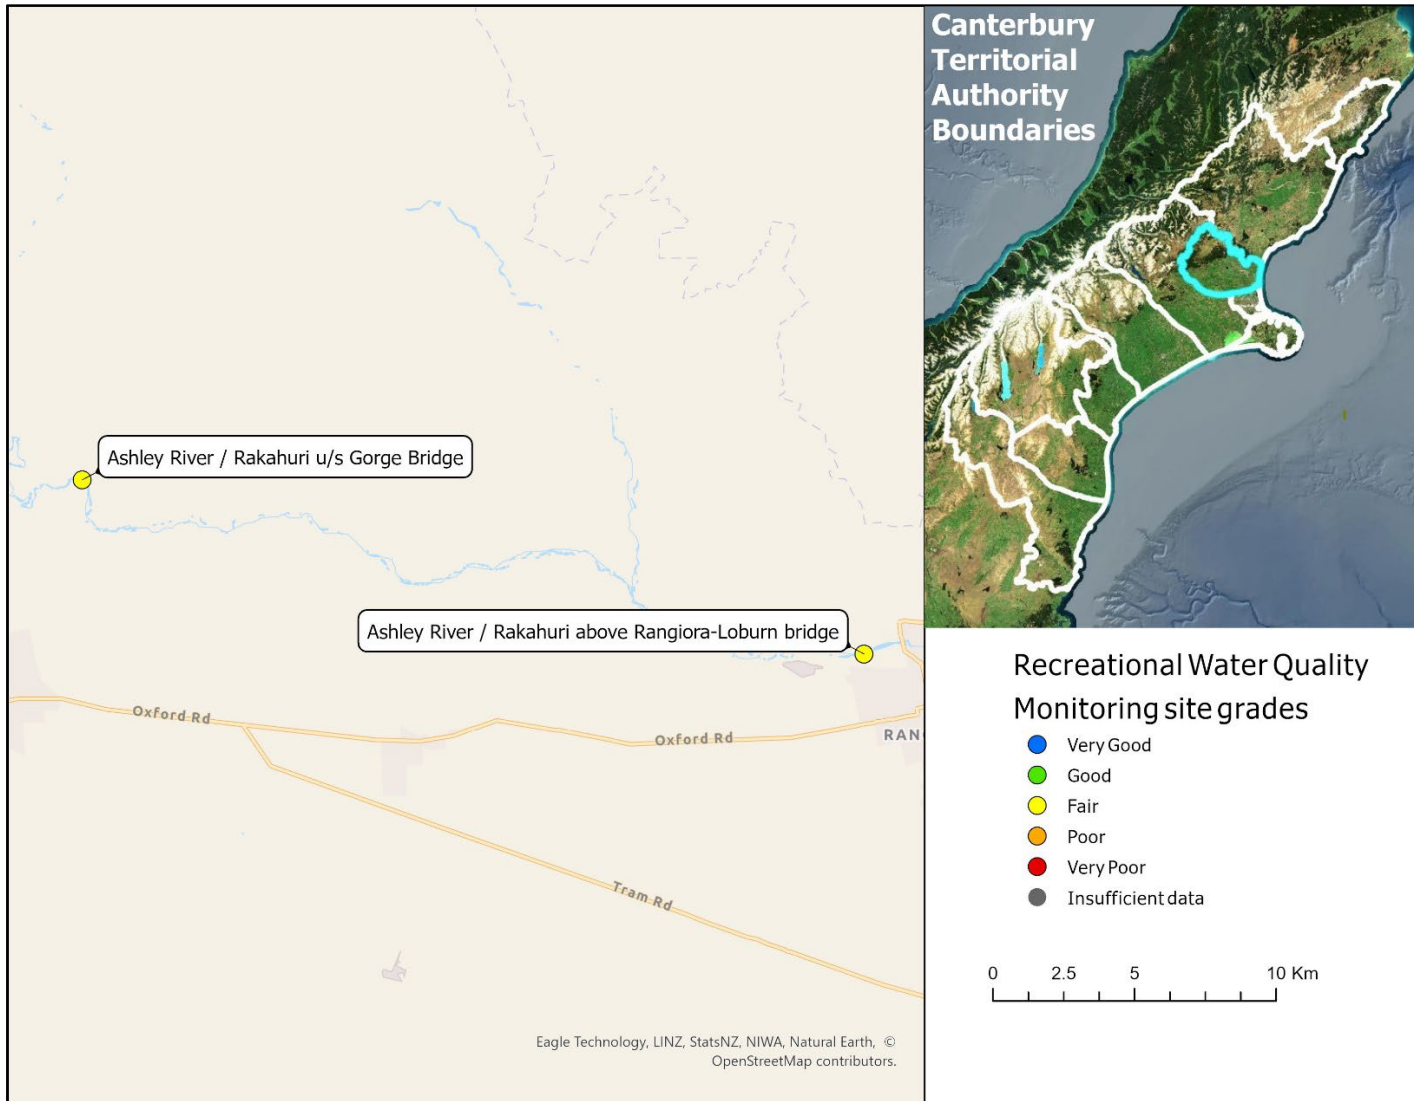 Canterbury
Territorial
Authority
Boundaries
Ashley River / Rakahuri u/s Gorge Bridge
Ashley River / Rakahuri above Rangiora-Loburn bridge
Oxford Rd
Oxford Rd
RANG
Tram Rd
Eagle Technology, LINZ, StatsNZ, NIWA, Natural Earth, ©
OpenStreetMap contributors.
Recreational Water Quality
Monitoring site grades
Very Good
Good
Fair
Poor
Very Poor
Insufficient data
0 2.5 5 10 Km